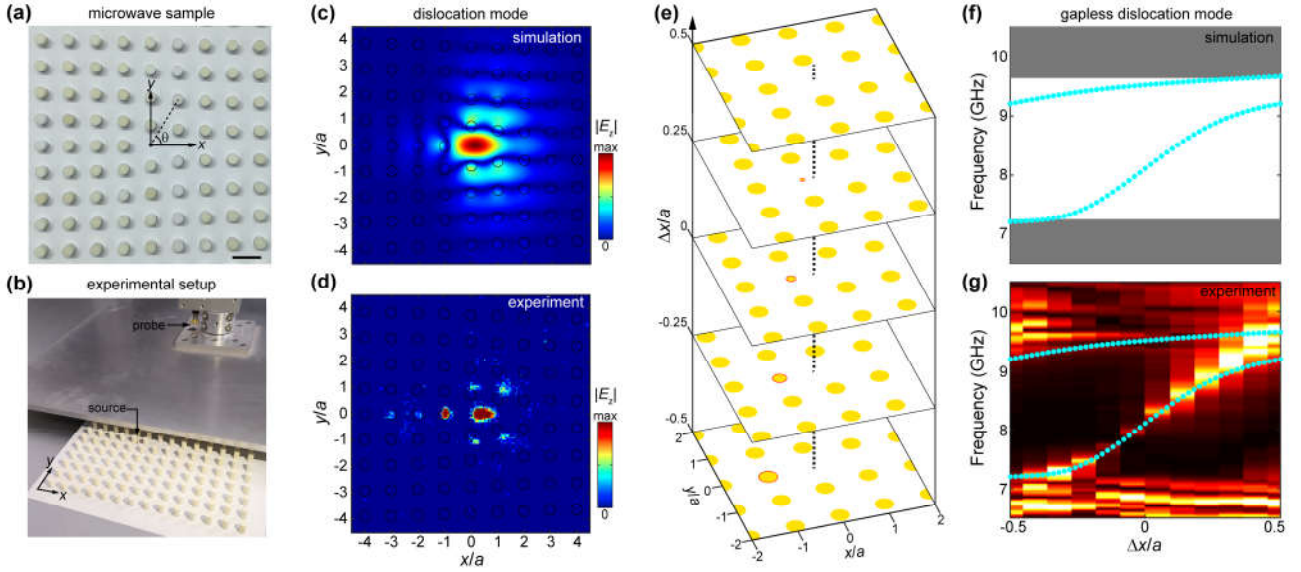 (a) microwave sample
y
x
θ
(b) experimental setup
probe
source
y
x
(c) dislocation mode
simulation
y/a
4
3
2
1
0
-1
-2
-3
-4
|Ez|
max
0
(d)
experiment
y/a
4
3
2
1
0
-1
-2
-3
-4
-4 -3 -2 -1 0 1 2 3 4
x/a
|Ez|
max
0
(e)
Δx/a
0.5
0.25
0
-0.25
-0.5
2
1
0
-1
-2
y/a
-2 -1 0 1 2
x/a
(f) gapless dislocation mode
simulation
Frequency (GHz)
10
9
8
7
(g)
experiment
Frequency (GHz)
10
9
8
7
-0.5 0 0.5
Δx/a